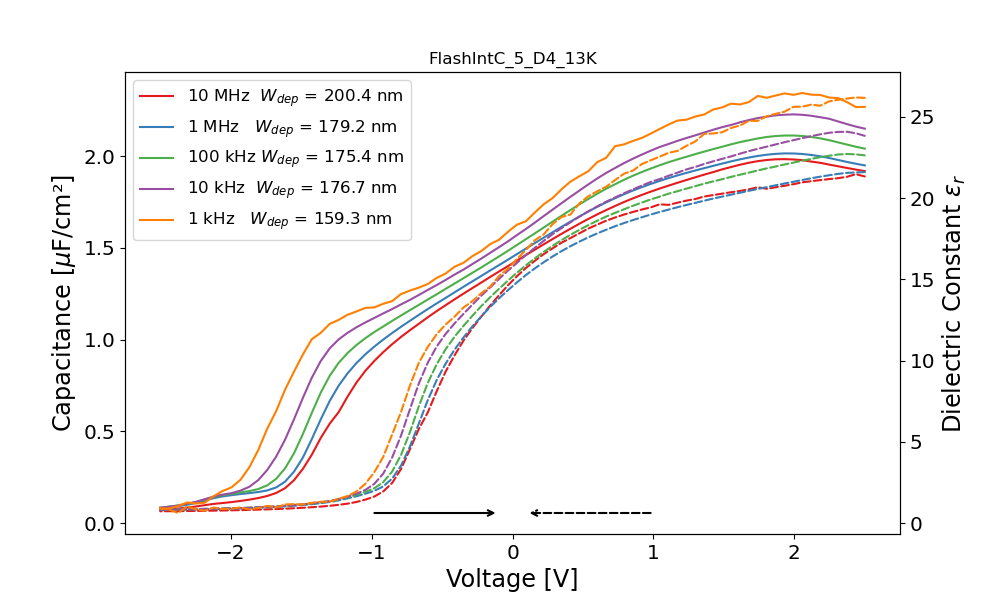 FlashIntC_5_D4_13K
10 MHz W_dep = 200.4 nm
1 MHz W_dep = 179.2 nm
100 kHz W_dep = 175.4 nm
10 kHz W_dep = 176.7 nm
1 kHz W_dep = 159.3 nm
Capacitance [μF/cm²]
2.0
1.5
1.0
0.5
0.0
Dielectric Constant ε_r
25
20
15
10
5
0
−2 −1 0 1 2
Voltage [V]